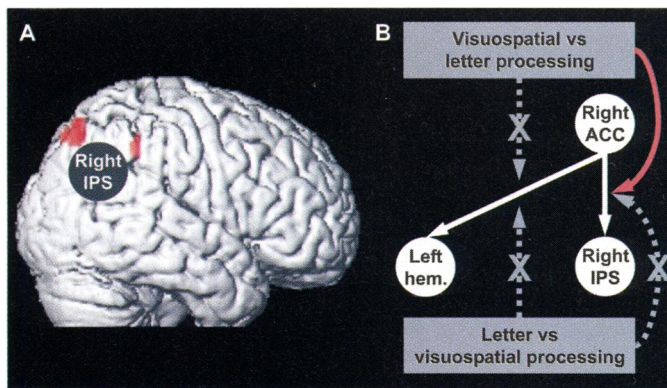 A
Right
IPS
B
Visuospatial vs
letter processing
X
Right
ACC
Left
hem.
X
Right
IPS
X
Letter vs
visuospatial processing